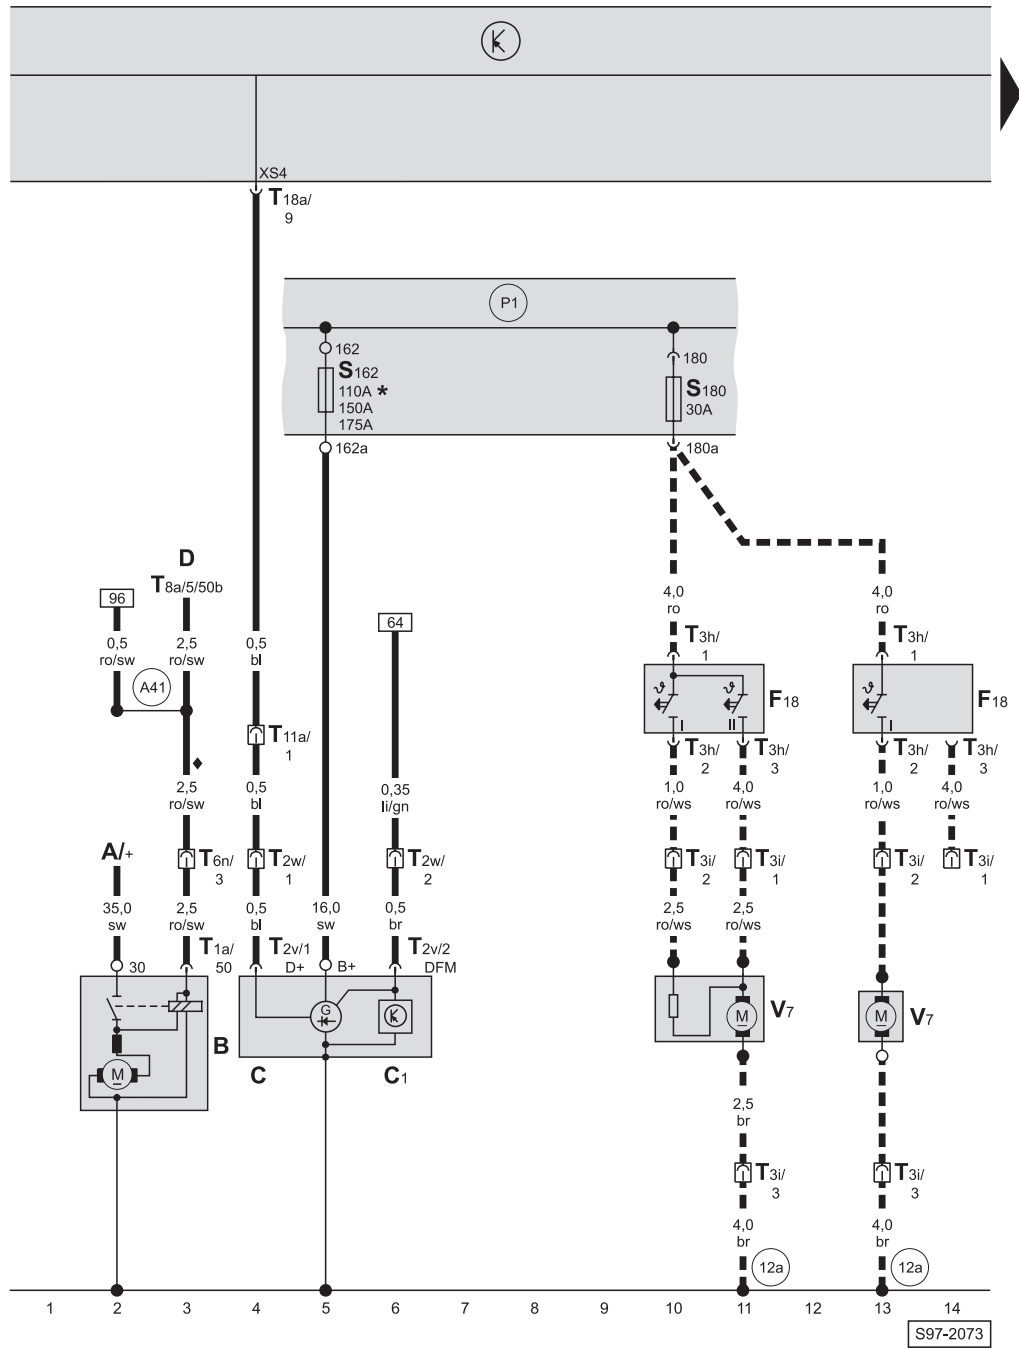 XS4
T18a/
9
P1
162
S162
110A *
150A
175A
162a
180
S180
30A
180a
D
T8a/5/50b
96
64
0,5
ro/sw
2,5
ro/sw
0,5
bl
4,0
ro
4,0
ro
T3h/
1
T3h/
1
A41
F18
F18
I
II
I
T11a/
1
T3h/
2
T3h/
3
T3h/
2
T3h/
3
2,5
ro/sw
0,5
bl
0,35
li/gn
1,0
ro/ws
4,0
ro/ws
1,0
ro/ws
4,0
ro/ws
A/+
T6n/
3
T2w/
1
T2w/
2
T3i/
2
T3i/
1
T3i/
2
T3i/
1
35,0
sw
2,5
ro/sw
0,5
bl
16,0
sw
0,5
br
2,5
ro/ws
2,5
ro/ws
30
T1a/
50
T2v/1
D+
B+
T2v/2
DFM
G
M
B
C
C1
M
V7
M
V7
2,5
br
T3i/
3
T3i/
3
4,0
br
4,0
br
12a
12a
1 2 3 4 5 6 7 8 9 10 11 12 13 14
S97-2073